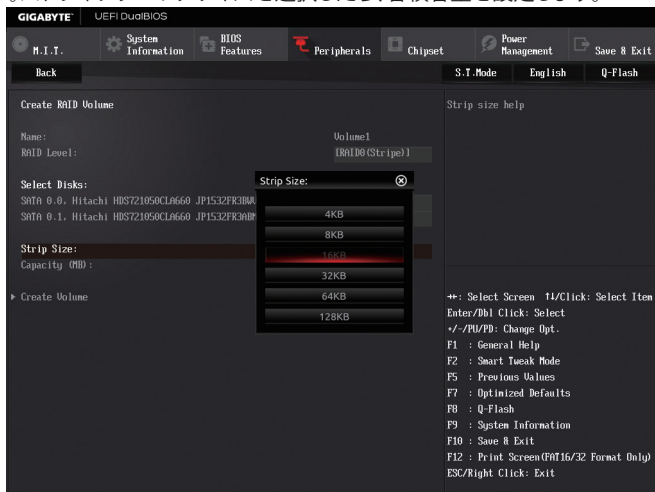 GIGABYTE™ UEFI DualBIOS
M.I.T. System Information BIOS Features Peripherals Chipset Power Management Save & Exit
Back S.T.Mode English Q-Flash
Create RAID Volume Strip size help
Name: Volume1
RAID Level: [RAID0(Stripe)]
Select Disks:
SATA 0.0, Hitachi HDS721050CLA660
SATA 0.1, Hitachi HDS721050CLA660
Strip Size:
Capacity (MB):
Create Volume
Strip Size:
4KB
8KB
16KB
32KB
64KB
128KB
→←: Select Screen ↑↓/Click: Select Item
Enter/Dbl Click: Select
+/-/PU/PD: Change Opt.
F1 : General Help
F2 : Smart Tweak Mode
F5 : Previous Values
F7 : Optimized Defaults
F8 : Q-Flash
F9 : System Information
F10 : Save & Exit
F12 : Print Screen(FAT16/32 Format Only)
ESC/Right Click: Exit